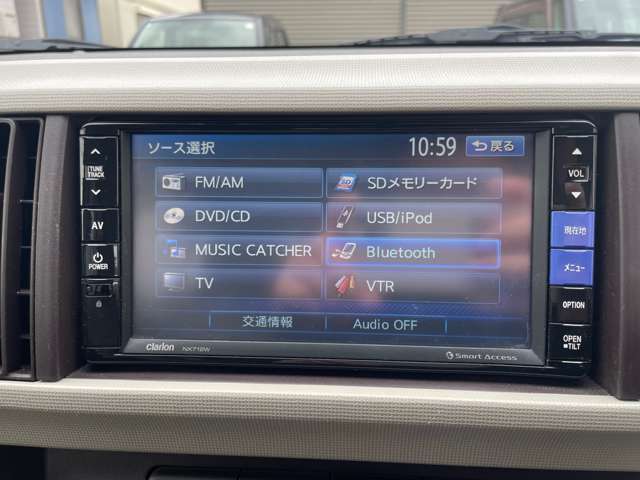 ソース選択 10:59 戻る
FM/AM SDメモリーカード
DVD/CD USB/iPod
MUSIC CATCHER Bluetooth
TV VTR
交通情報 Audio OFF
TUNE
TRACK
AV
POWER
VOL
現在地
メニュー
OPTION
OPEN
TILT
clarion NX712W Smart Access